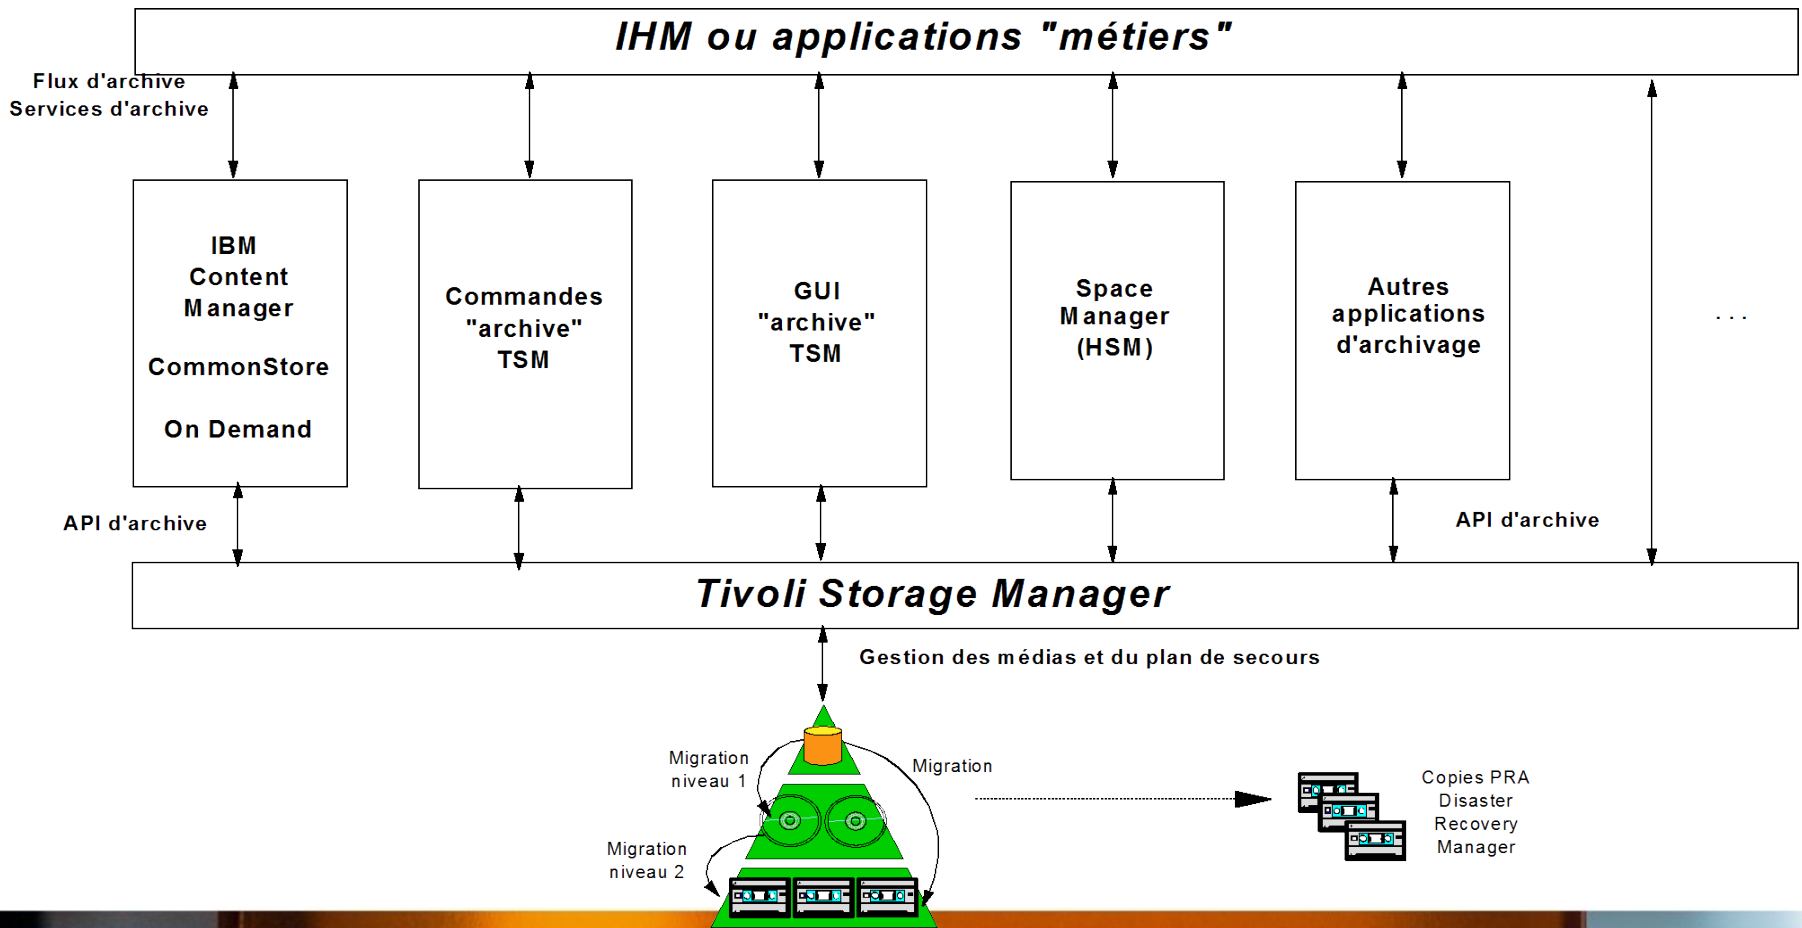 IHM ou applications "métiers"
Flux d'archive
Services d'archive
IBM
Content
Manager
CommonStore
On Demand
Commandes
"archive"
TSM
GUI
"archive"
TSM
Space
Manager
(HSM)
Autres
applications
d'archivage
. . .
API d'archive
API d'archive
Tivoli Storage Manager
Gestion des médias et du plan de secours
Migration
niveau 1
Migration
Migration
niveau 2
Copies PRA
Disaster
Recovery
Manager